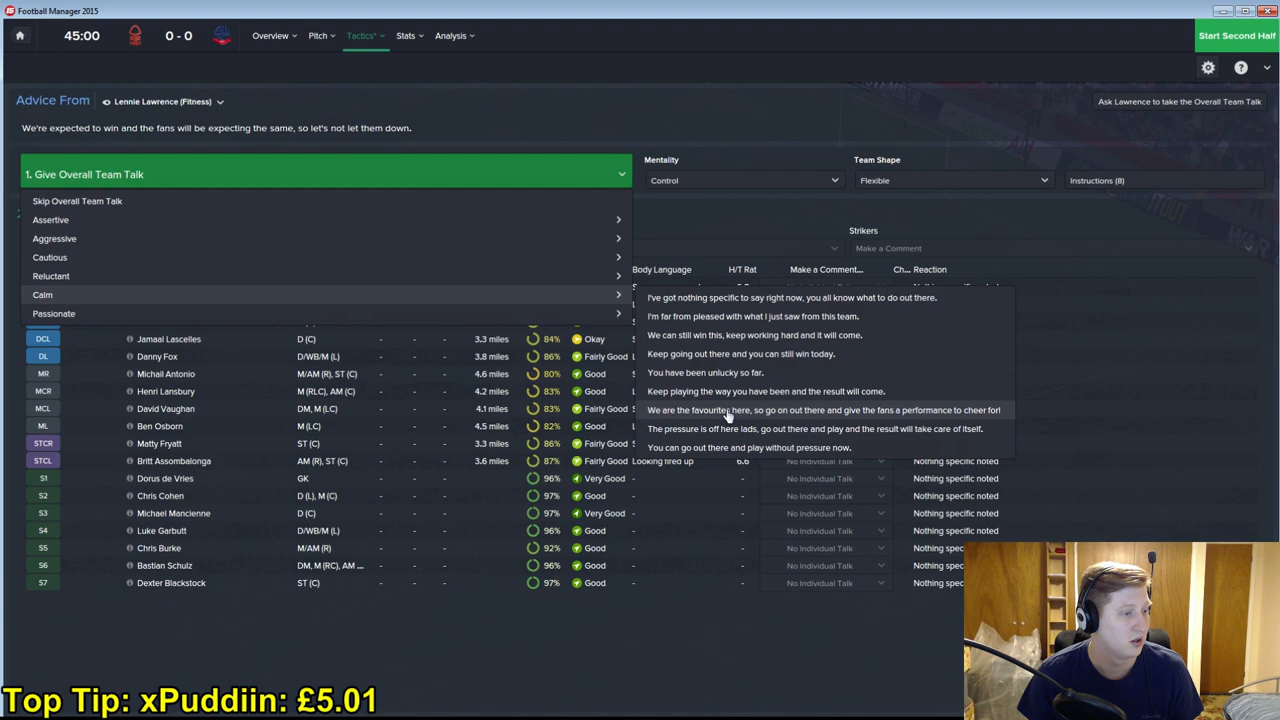 Football Manager 2015
45:00
0 - 0
Overview
Pitch
Tactics*
Stats
Analysis
Start Second Half
Advice From
Lennie Lawrence (Fitness)
Ask Lawrence to take the Overall Team Talk
We're expected to win and the fans will be expecting the same, so let's not let them down.
1. Give Overall Team Talk
Mentality
Control
Team Shape
Flexible
Instructions (8)
Skip Overall Team Talk
Assertive
Aggressive
Cautious
Reluctant
Calm
Passionate
Strikers
Make a Comment
Body Language H/T Rat Make a Comment... Ch... Reaction
I've got nothing specific to say right now, you all know what to do out there.
I'm far from pleased with what I just saw from this team.
We can still win this, keep working hard and it will come.
Keep going out there and you can still win today.
You have been unlucky so far.
Keep playing the way you have been and the result will come.
We are the favourites here, so go on out there and give the fans a performance to cheer for!
The pressure is off here lads, go out there and play and the result will take care of itself.
You can go out there and play without pressure now.
DCL Jamaal Lascelles D (C) - - - 3.3 miles 84% Okay
DL Danny Fox D/WB/M (L) - - - 3.8 miles 86% Fairly Good
MR Michail Antonio M/AM (R), ST (C) - - - 4.6 miles 80% Good
MCR Henri Lansbury M (RLC), AM (C) - - - 4.2 miles 83% Good
MCL David Vaughan DM, M (LC) - - - 4.1 miles 83% Fairly Good
ML Ben Osborn M (LC) - - - 4.5 miles 82% Good
STCR Matty Fryatt ST (C) - - - 3.3 miles 86% Fairly Good
STCL Britt Assombalonga AM (R), ST (C) - - - 3.6 miles 87% Fairly Good Looking fired up 6.6 No Individual Talk Nothing specific noted
S1 Dorus de Vries GK 96% Very Good - - No Individual Talk Nothing specific noted
S2 Chris Cohen D (L), M (C) 97% Good - - No Individual Talk Nothing specific noted
S3 Michael Mancienne D (C) 97% Very Good - - No Individual Talk Nothing specific noted
S4 Luke Garbutt D/WB/M (L) 96% Good - - No Individual Talk Nothing specific noted
S5 Chris Burke M/AM (R) 92% Good - - No Individual Talk Nothing specific noted
S6 Bastian Schulz DM, M (RC), AM ... 96% Good - - No Individual Talk
S7 Dexter Blackstock ST (C) 97% Good - - No Individual Talk
Top Tip: xPuddiin: £5.01